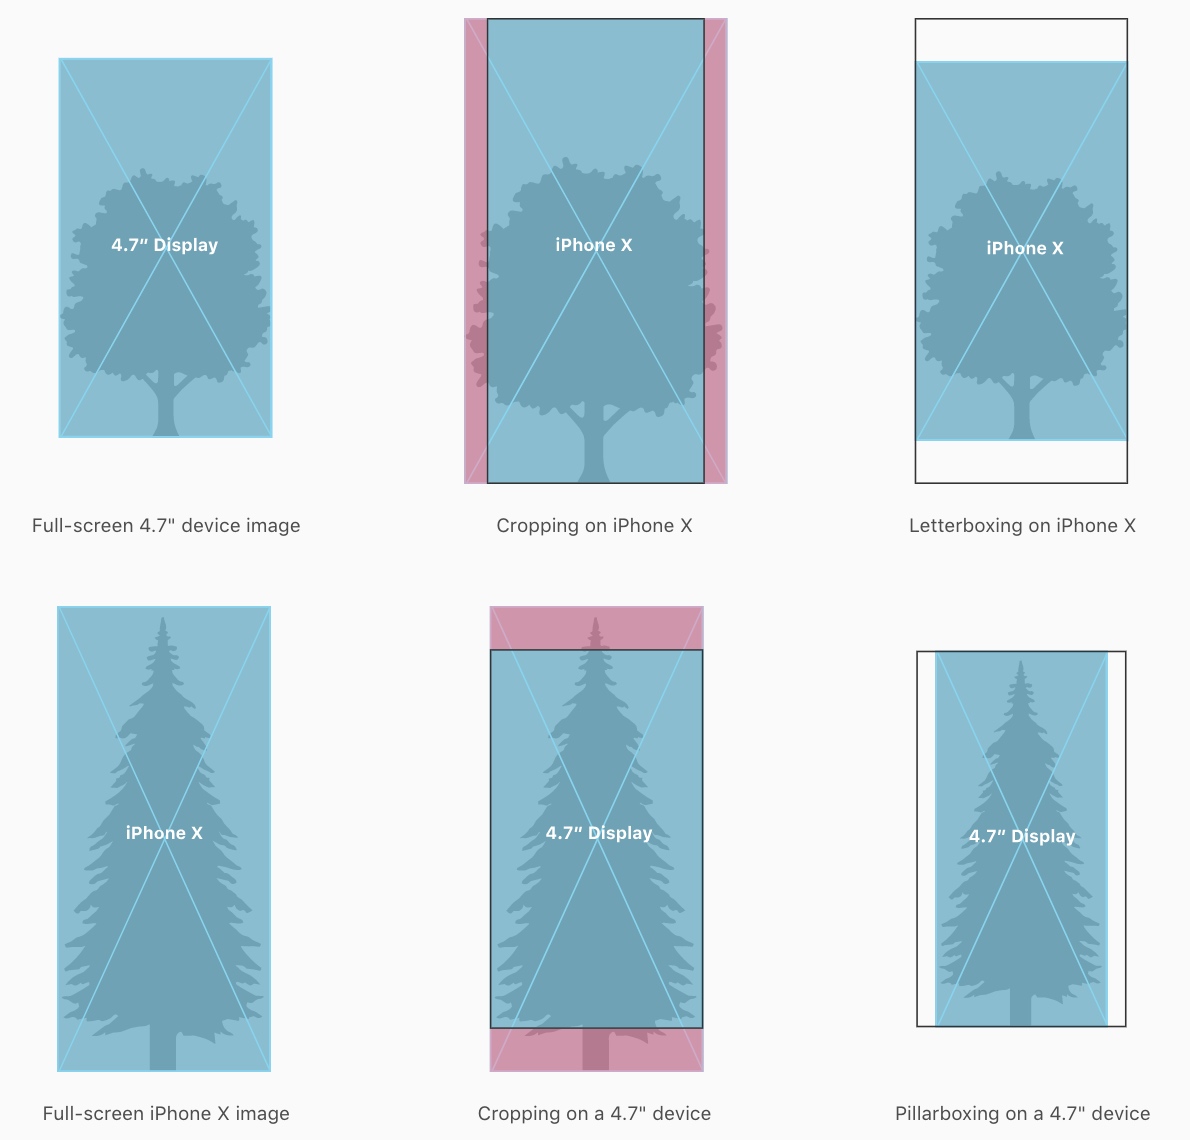 4.7” Display
iPhone X
iPhone X
Full-screen 4.7" device image
Cropping on iPhone X
Letterboxing on iPhone X
iPhone X
4.7” Display
4.7” Display
Full-screen iPhone X image
Cropping on a 4.7" device
Pillarboxing on a 4.7" device